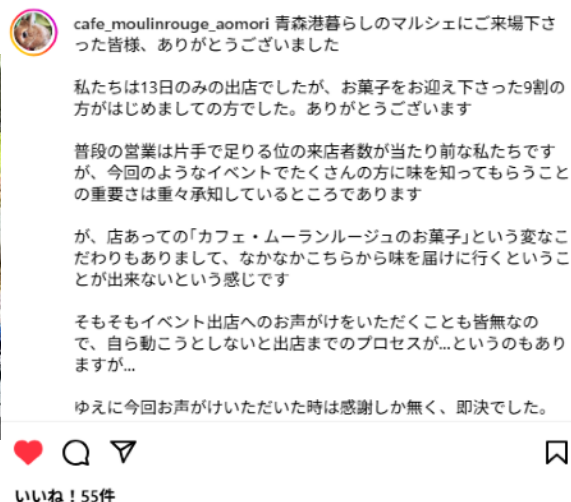 cafe_moulinrouge_aomori 青森港暮らしのマルシェにご来場下さ
った皆様、ありがとうございました
私たちは13日のみの出店でしたが、お菓子をお迎え下さった9割の
方がはじめましての方でした。ありがとうございます
普段の営業は片手で足りる位の来店者数が当たり前な私たちです
が、今回のようなイベントでたくさんの方に味を知ってもらうこと
の重要さは重々承知しているところであります
が、店あっての｢カフェ・ムーランルージュのお菓子｣という変なこ
だわりもありまして、なかなかこちらから味を届けに行くというこ
とが出来ないという感じです
そもそもイベント出店へのお声がけをいただくことも皆無なの
で、自ら動こうとしないと出店までのプロセスが...というのもあり
ますが...
ゆえに今回お声がけいただいた時は感謝しか無く、即決でした。
いいね！55件